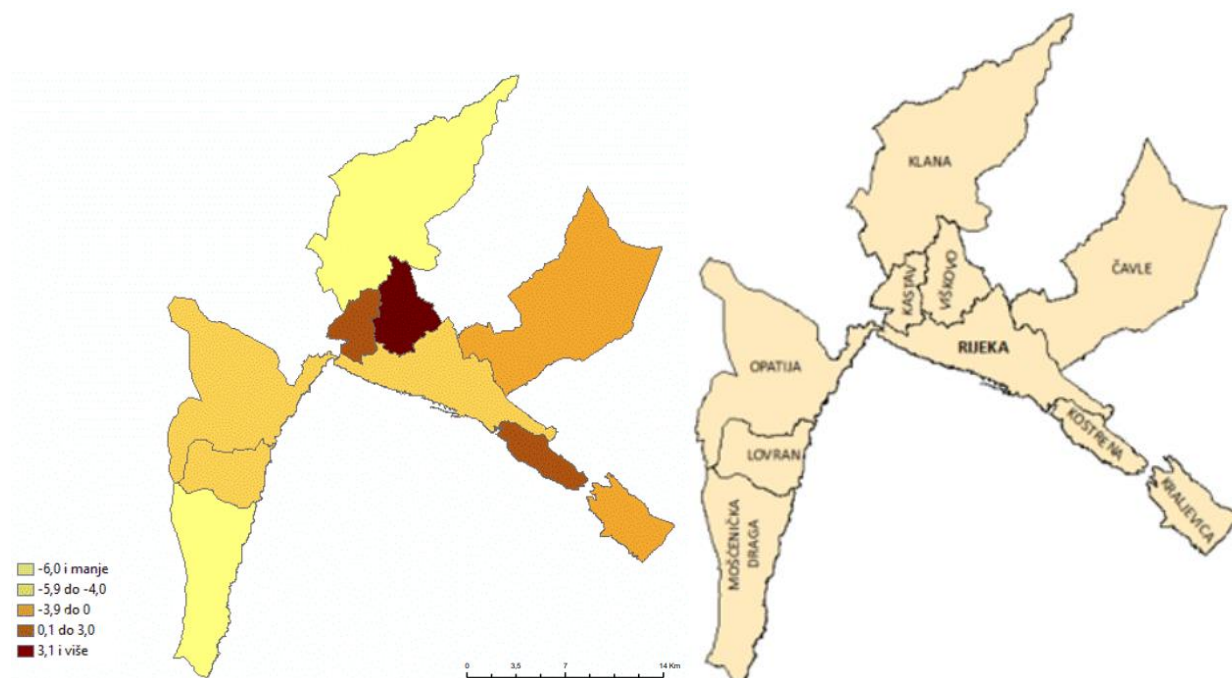 -6,0 i manje
-5,9 do -4,0
-3,9 do 0
0,1 do 3,0
3,1 i više
0 3,5 7 14 Km
KLANA
ČAVLE
KASTAV
VIŠKOVO
RIJEKA
OPATIJA
KOSTRENA
LOVRAN
KRALJEVICA
MOŠĆENIČKA
DRAGA